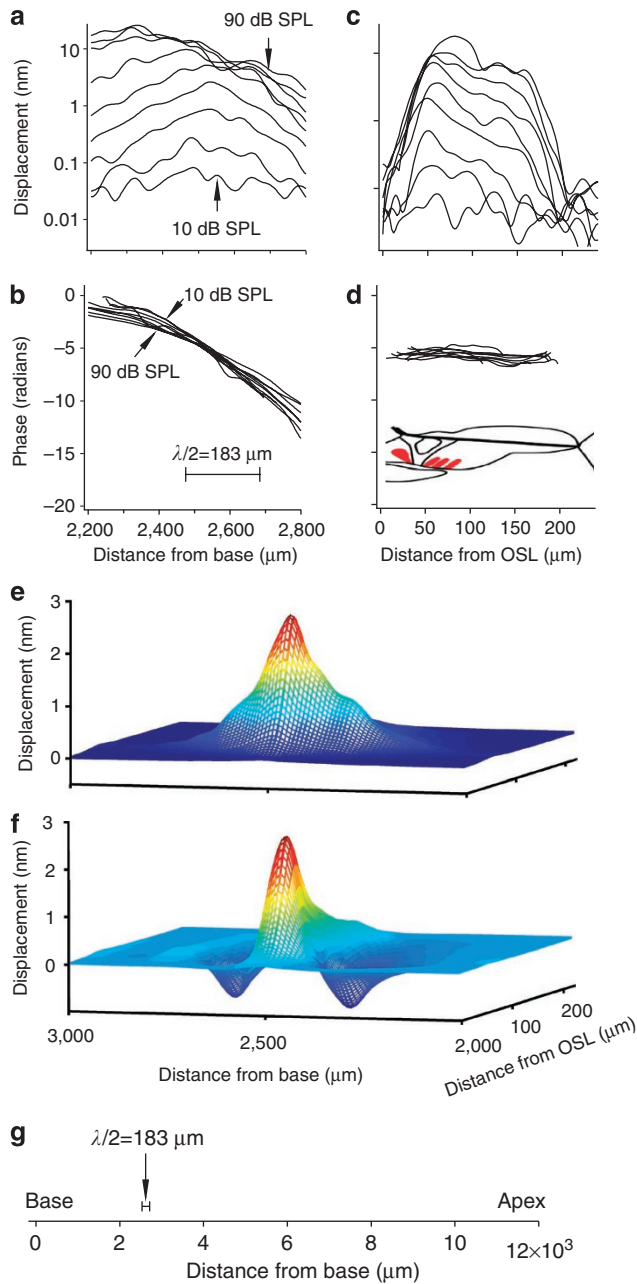 a
90 dB SPL
10
1
0.1
0.01
Displacement (nm)
10 dB SPL
c
b
0
–5
–10
–15
–20
Phase (radians)
10 dB SPL
90 dB SPL
λ/2=183 μm
2,200 2,400 2,600 2,800
Distance from base (μm)
d
0 50 100 150 200
Distance from OSL (μm)
e
3
2
1
0
Displacement (nm)
f
3
2
1
0
Displacement (nm)
3,000 2,500 2,000
Distance from base (μm)
100 200
Distance from OSL (μm)
g
λ/2=183 μm
Base Apex
0 2 4 6 8 10 12×10³
Distance from base (μm)